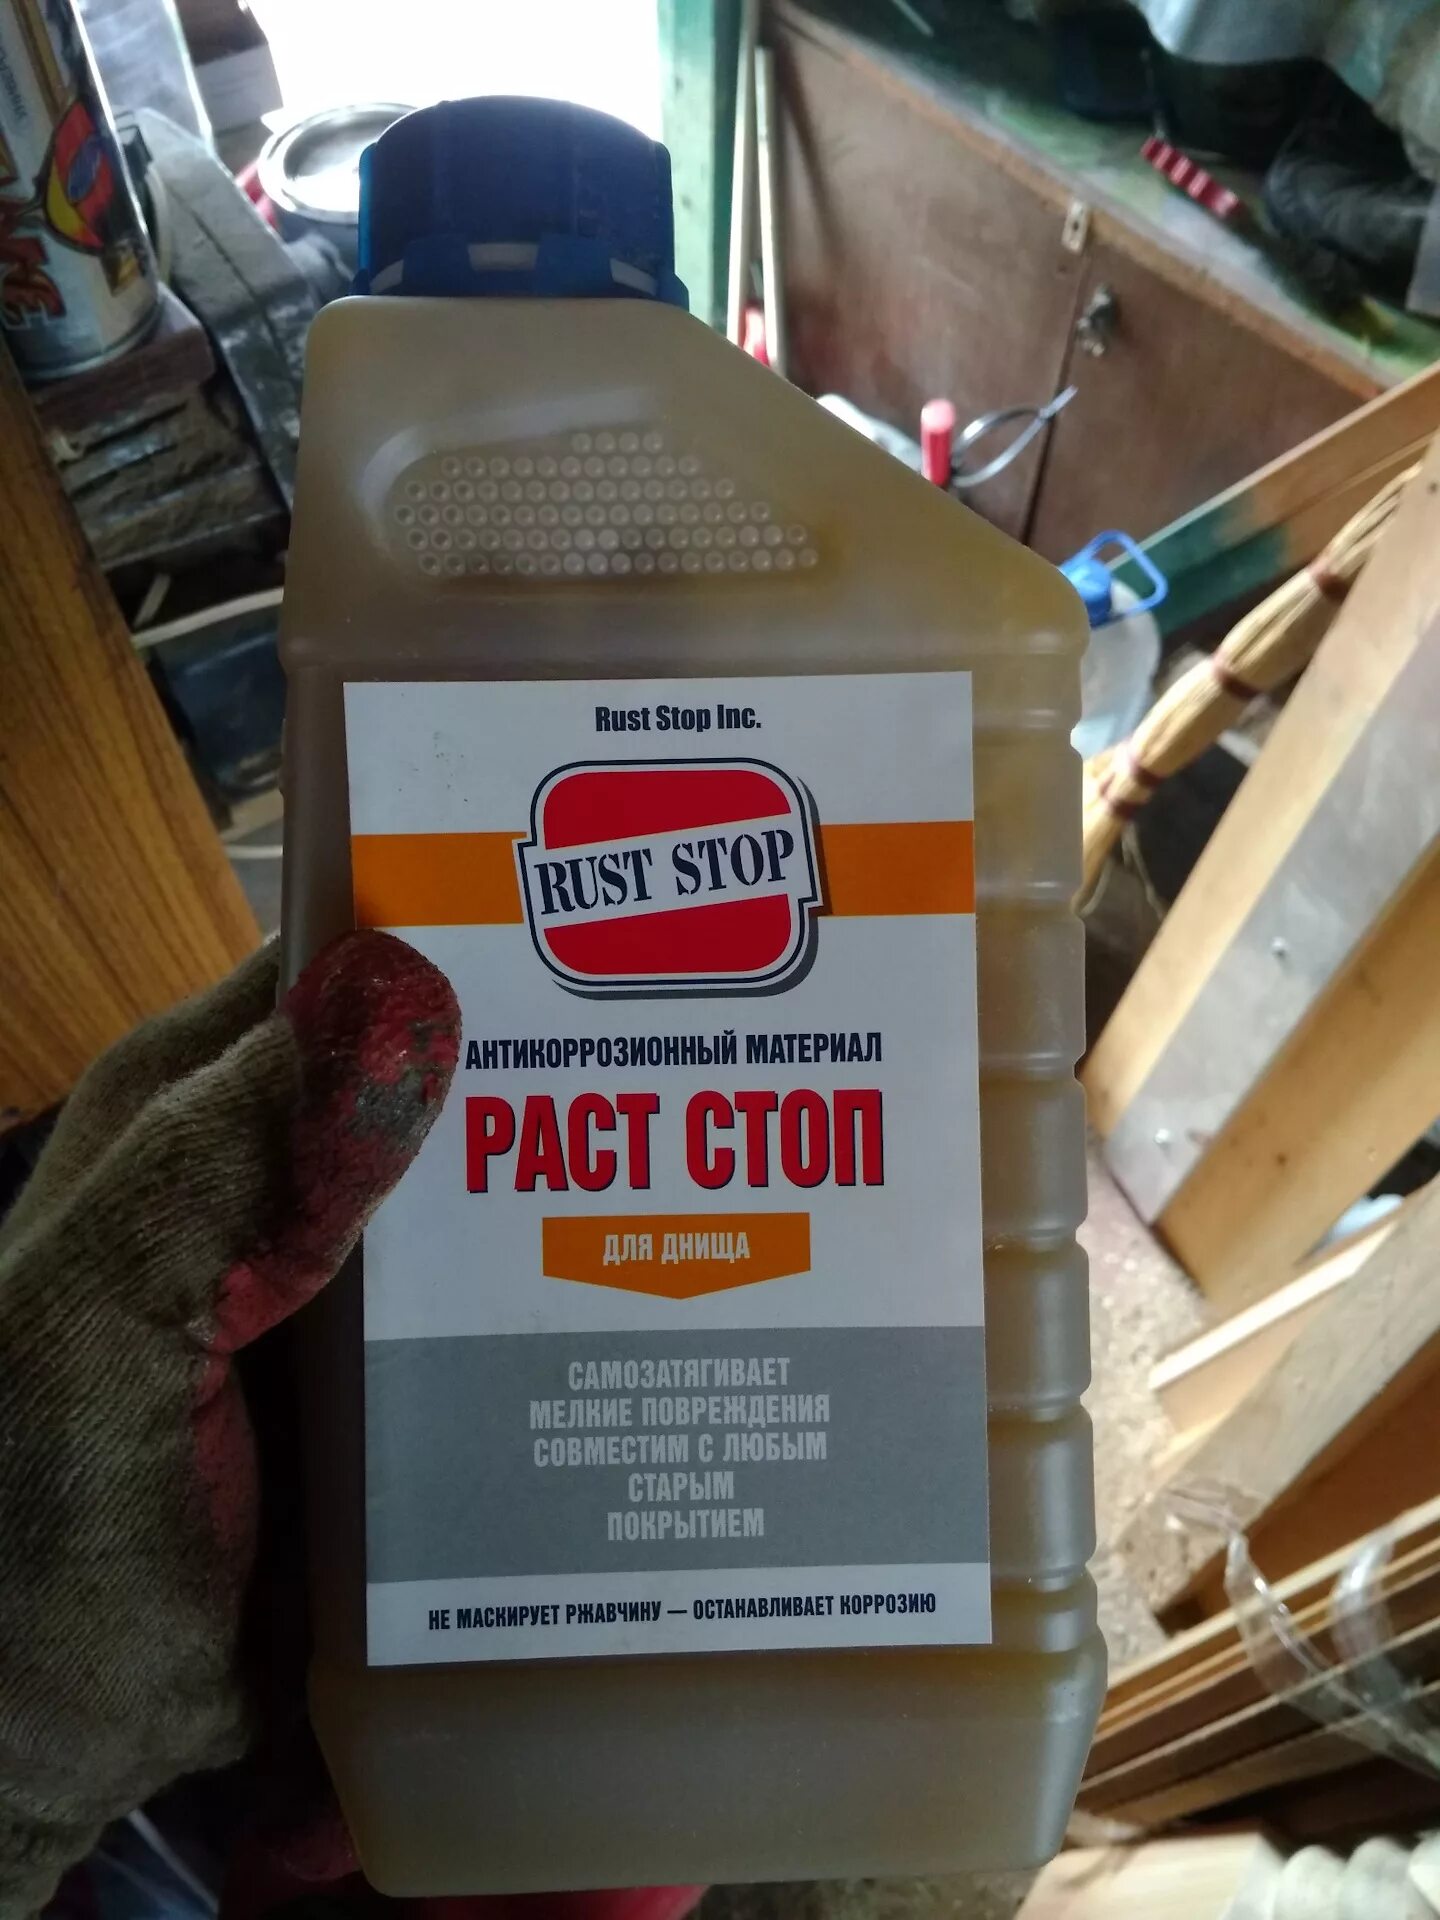 Rust Stop Inc.
RUST STOP
АНТИКОРРОЗИОННЫЙ МАТЕРИАЛ
РАСТ СТОП
ДЛЯ ДНИЩА
САМОЗАТЯГИВАЕТ
МЕЛКИЕ ПОВРЕЖДЕНИЯ
СОВМЕСТИМ С ЛЮБЫМ
СТАРЫМ
ПОКРЫТИЕМ
НЕ МАСКИРУЕТ РЖАВЧИНУ — ОСТАНАВЛИВАЕТ КОРРОЗИЮ